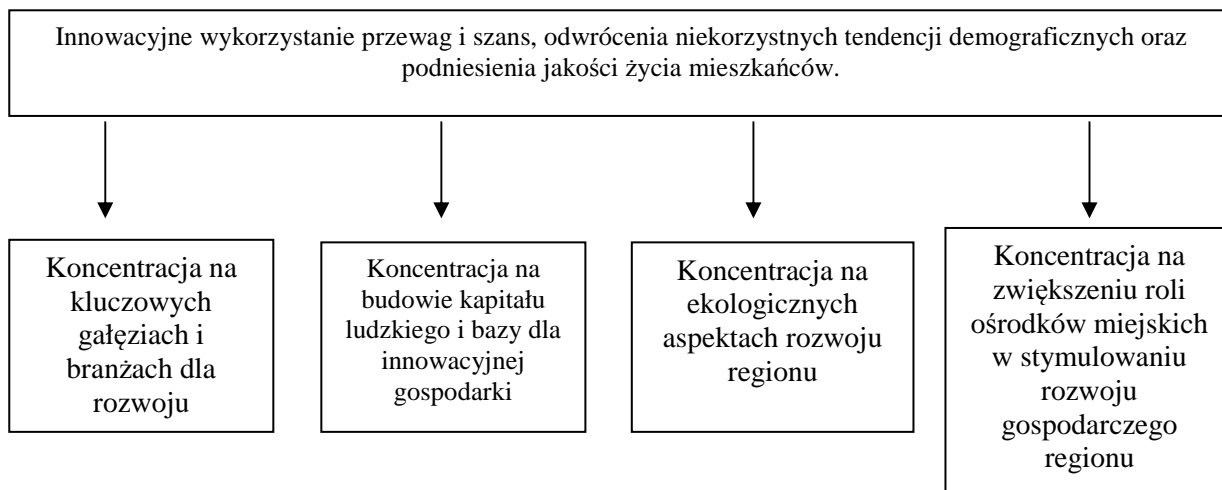 Innowacyjne wykorzystanie przewag i szans, odwrócenia niekorzystnych tendencji demograficznych oraz
podniesienia jakości życia mieszkańców.
Koncentracja na
kluczowych
gałęziach i
branżach dla
rozwoju
Koncentracja na
budowie kapitału
ludzkiego i bazy dla
innowacyjnej
gospodarki
Koncentracja na
ekologicznych
aspektach rozwoju
regionu
Koncentracja na
zwiększeniu roli
ośrodków miejskich
w stymulowaniu
rozwoju
gospodarczego
regionu